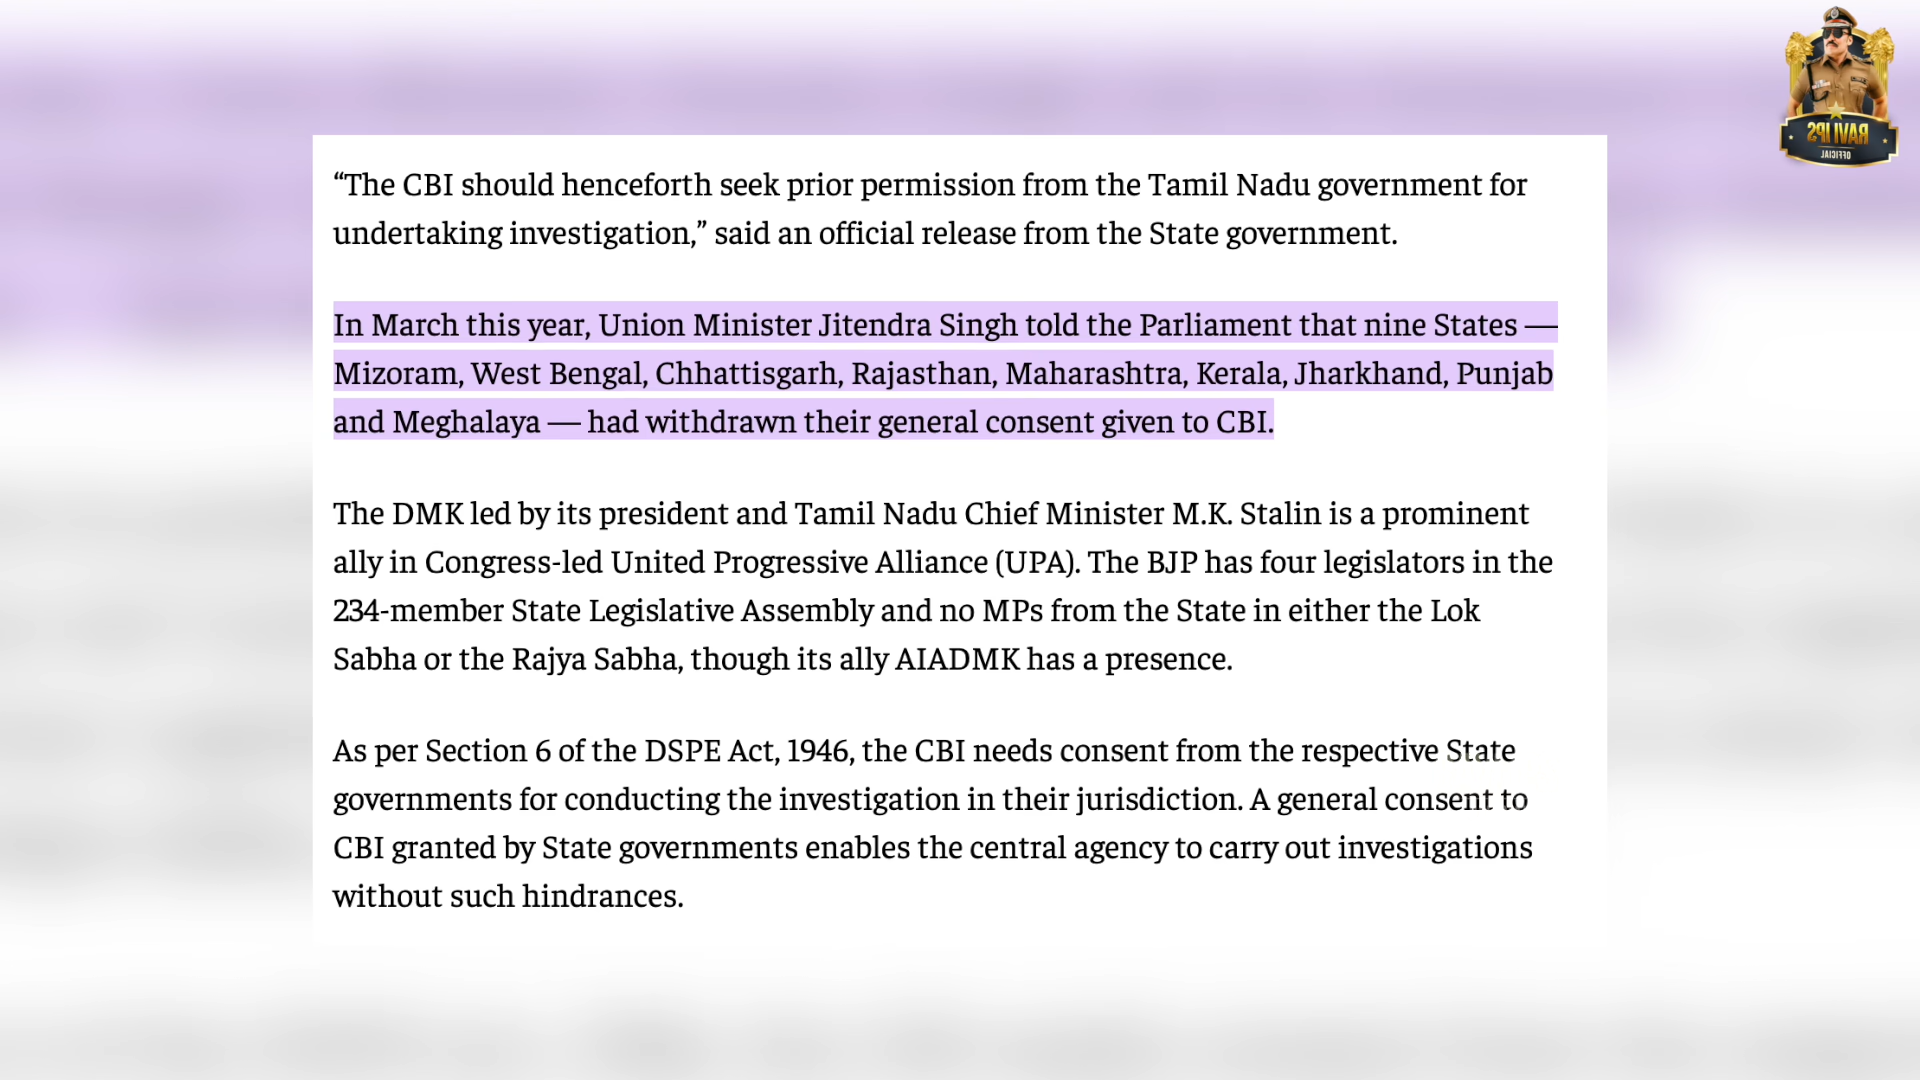 “The CBI should henceforth seek prior permission from the Tamil Nadu government for
undertaking investigation,” said an official release from the State government.
In March this year, Union Minister Jitendra Singh told the Parliament that nine States —
Mizoram, West Bengal, Chhattisgarh, Rajasthan, Maharashtra, Kerala, Jharkhand, Punjab
and Meghalaya — had withdrawn their general consent given to CBI.
The DMK led by its president and Tamil Nadu Chief Minister M.K. Stalin is a prominent
ally in Congress-led United Progressive Alliance (UPA). The BJP has four legislators in the
234-member State Legislative Assembly and no MPs from the State in either the Lok
Sabha or the Rajya Sabha, though its ally AIADMK has a presence.
As per Section 6 of the DSPE Act, 1946, the CBI needs consent from the respective State
governments for conducting the investigation in their jurisdiction. A general consent to
CBI granted by State governments enables the central agency to carry out investigations
without such hindrances.
RAVI IPS
OFFICIAL